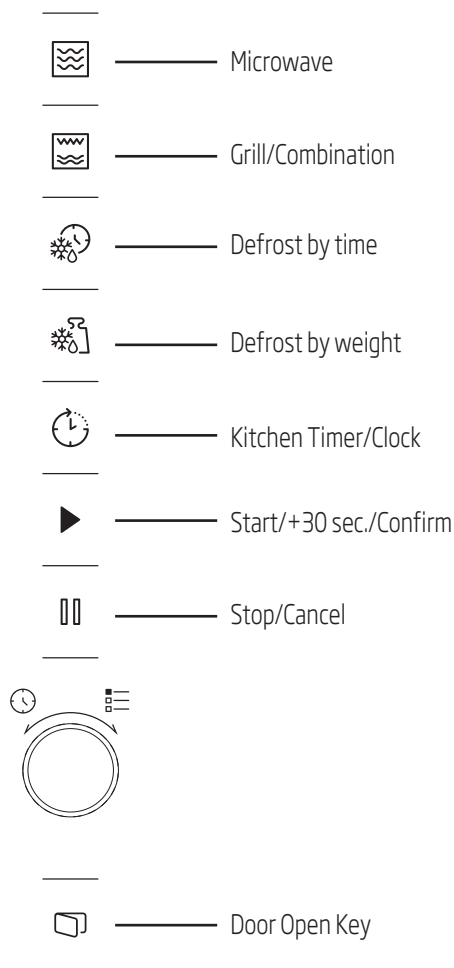 Microwave
Grill/Combination
Defrost by time
Defrost by weight
Kitchen Timer/Clock
Start/+30 sec./Confirm
Stop/Cancel
Door Open Key